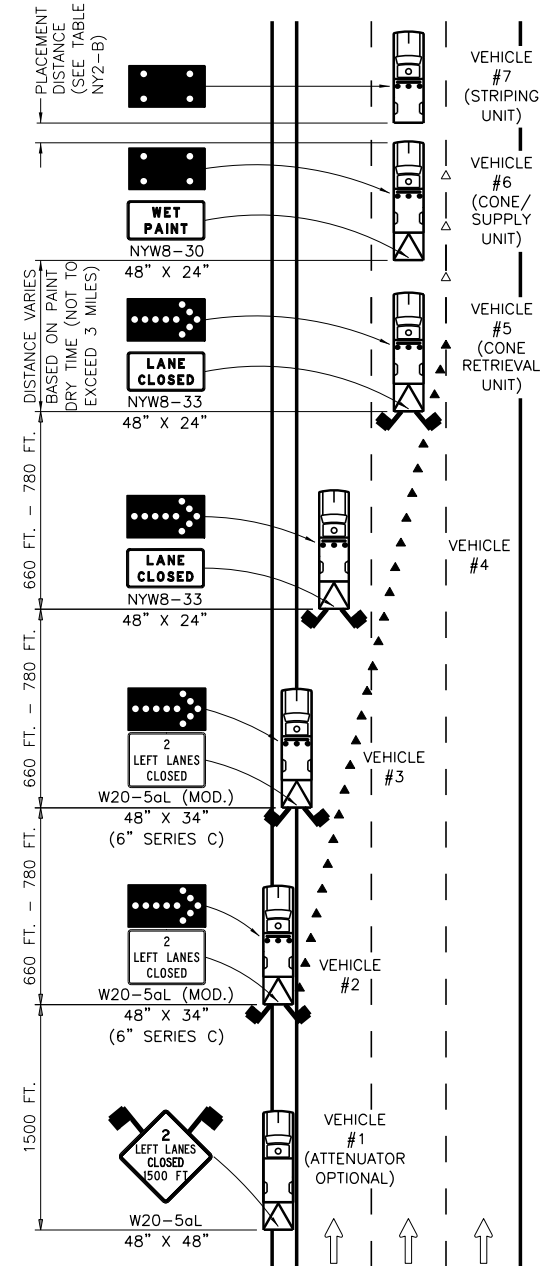 PLACEMENT
DISTANCE
(SEE TABLE
NY2-B)
VEHICLE
#7
(STRIPING
UNIT)
VEHICLE
#6
(CONE/
SUPPLY
UNIT)
WET
PAINT
NYW8-30
48" X 24"
DISTANCE VARIES
BASED ON PAINT
DRY TIME (NOT TO
EXCEED 3 MILES)
VEHICLE
#5
(CONE
RETRIEVAL
UNIT)
LANE
CLOSED
NYW8-33
48" X 24"
660 FT. - 780 FT.
VEHICLE
#4
LANE
CLOSED
NYW8-33
48" X 24"
660 FT. - 780 FT.
VEHICLE
#3
2
LEFT LANES
CLOSED
W20-5aL (MOD.)
48" X 34"
(6" SERIES C)
660 FT. - 780 FT.
2
LEFT LANES
CLOSED
VEHICLE
#2
W20-5aL (MOD.)
48" X 34"
(6" SERIES C)
1500 FT.
2
LEFT LANES
CLOSED
1500 FT
VEHICLE
#1
(ATTENUATOR
OPTIONAL)
W20-5aL
48" X 48"